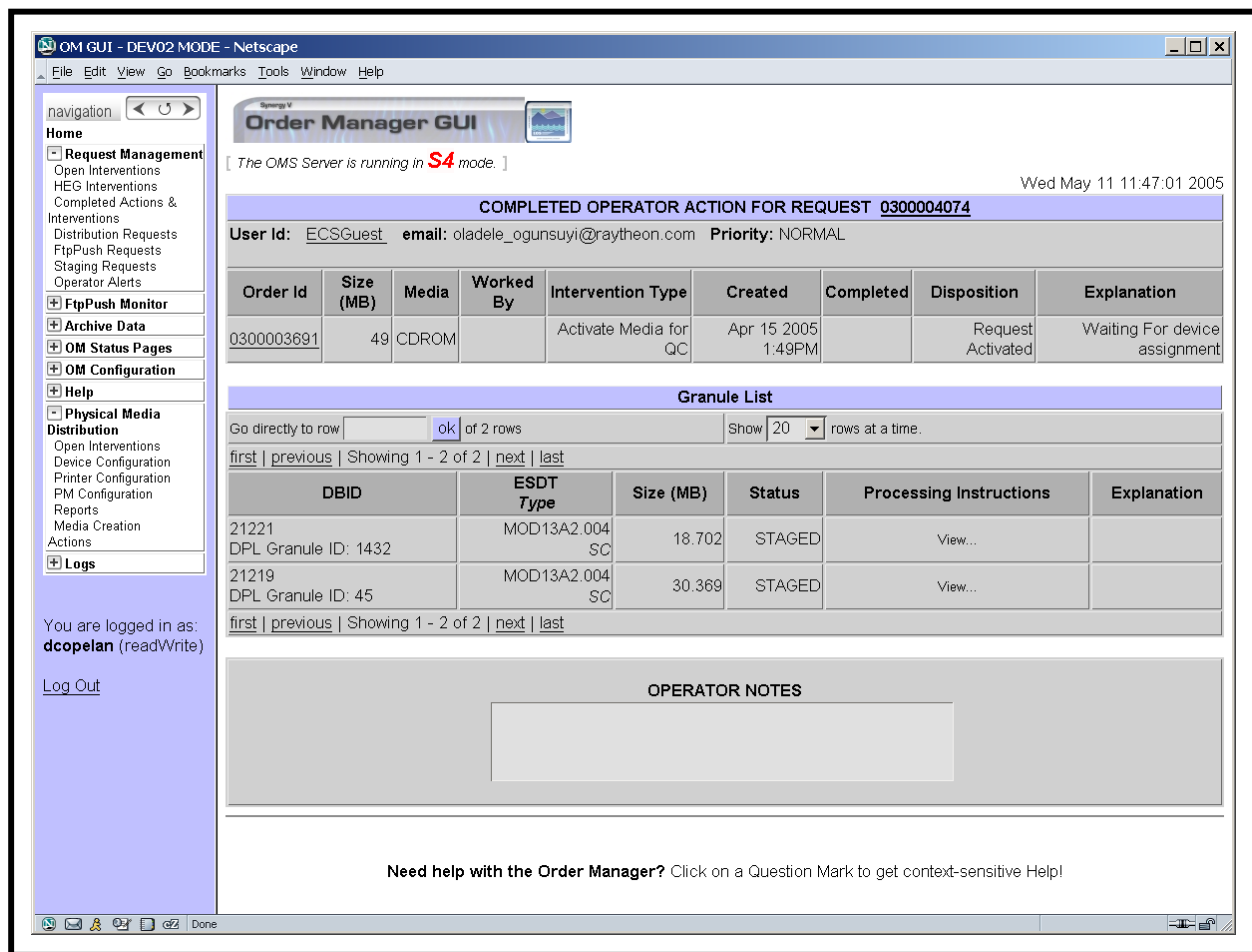 OM GUI - DEV02 MODE - Netscape
File Edit View Go Bookmarks Tools Window Help
navigation
Home
Request Management
Open Interventions
HEG Interventions
Completed Actions &
Interventions
Distribution Requests
FtpPush Requests
Staging Requests
Operator Alerts
FtpPush Monitor
Archive Data
OM Status Pages
OM Configuration
Help
Physical Media
Distribution
Open Interventions
Device Configuration
Printer Configuration
PM Configuration
Reports
Media Creation
Actions
Logs
You are logged in as:
dcopelan (readWrite)
Log Out
Synergy V
Order Manager GUI
[ The OMS Server is running in S4 mode. ]
Wed May 11 11:47:01 2005
COMPLETED OPERATOR ACTION FOR REQUEST 0300004074
User Id: ECSGuest email: oladele_ogunsuyi@raytheon.com Priority: NORMAL
Order Id Size (MB) Media Worked By Intervention Type Created Completed Disposition Explanation
0300003691 49 CDROM Activate Media for QC Apr 15 2005 1:49PM Request Activated Waiting For device assignment
Granule List
Go directly to row ok of 2 rows Show 20 rows at a time.
first | previous | Showing 1 - 2 of 2 | next | last
DBID ESDT Type Size (MB) Status Processing Instructions Explanation
21221 DPL Granule ID: 1432 MOD13A2.004 SC 18.702 STAGED View...
21219 DPL Granule ID: 45 MOD13A2.004 SC 30.369 STAGED View...
first | previous | Showing 1 - 2 of 2 | next | last
OPERATOR NOTES
Need help with the Order Manager? Click on a Question Mark to get context-sensitive Help!
Done